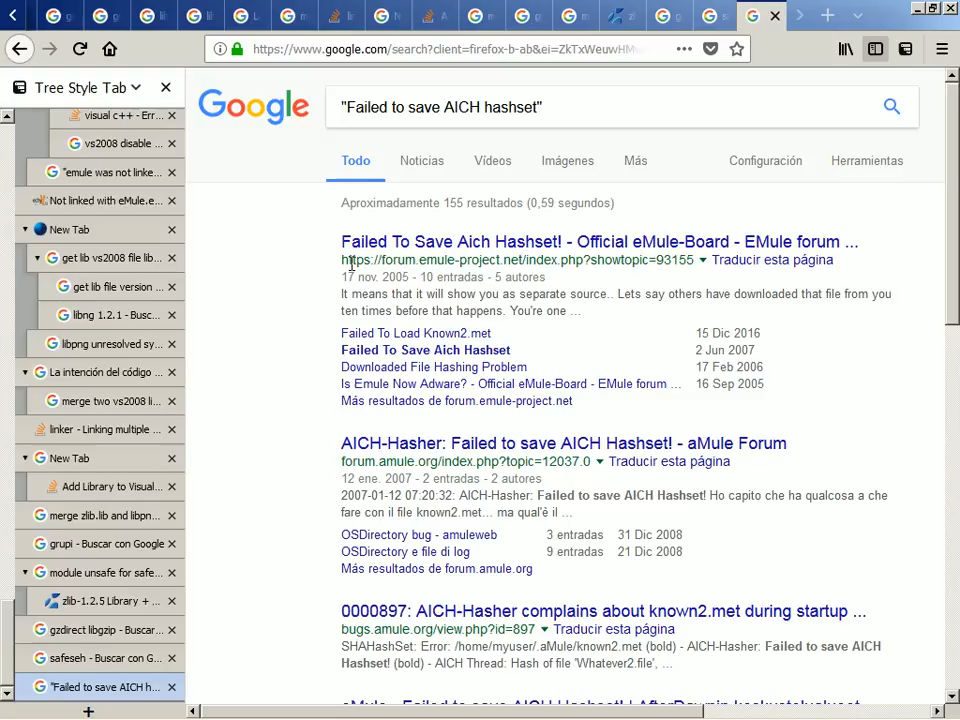 https://www.google.com/search?client=firefox-b-ab&ei=ZkTxWeuwHM
Tree Style Tab
visual c++ - Err...
vs2008 disable ...
"emule was not linke...
Not linked with eMule.e...
New Tab
get lib vs2008 file lib...
get lib file version ...
libng 1.2.1 - Busc...
libpng unresolved sy...
La intención del código ...
merge two vs2008 li...
linker - Linking multiple ...
New Tab
Add Library to Visual...
merge zlib.lib and libpn...
grupi - Buscar con Google
module unsafe for safe...
zlib-1.2.5 Library + ...
gzdirect libgzip - Buscar...
safeseh - Buscar con G...
"Failed to save AICH h...
Google
"Failed to save AICH hashset"
Todo Noticias Vídeos Imágenes Más Configuración Herramientas
Aproximadamente 155 resultados (0,59 segundos)
Failed To Save Aich Hashset! - Official eMule-Board - EMule forum ...
https://forum.emule-project.net/index.php?showtopic=93155 Traducir esta página
17 nov. 2005 - 10 entradas - 5 autores
It means that it will show you as separate source.. Lets say others have downloaded that file from you
ten times before that happens. You're one ...
Failed To Load Known2.met 15 Dic 2016
Failed To Save Aich Hashset 2 Jun 2007
Downloaded File Hashing Problem 17 Feb 2006
Is Emule Now Adware? - Official eMule-Board - EMule forum ... 16 Sep 2005
Más resultados de forum.emule-project.net
AICH-Hasher: Failed to save AICH Hashset! - aMule Forum
forum.amule.org/index.php?topic=12037.0 Traducir esta página
12 ene. 2007 - 2 entradas - 2 autores
2007-01-12 07:20:32: AICH-Hasher: Failed to save AICH Hashset! Ho capito che ha qualcosa a che
fare con il file known2.met... ma qual'è il ...
OSDirectory bug - amuleweb 3 entradas 31 Dic 2008
OSDirectory e file di log 9 entradas 21 Dic 2008
Más resultados de forum.amule.org
0000897: AICH-Hasher complains about known2.met during startup ...
bugs.amule.org/view.php?id=897 Traducir esta página
SHAHashSet: Error: /home/myuser/.aMule/known2.met (bold) - AICH-Hasher: Failed to save AICH
Hashset! (bold) - AICH Thread: Hash of file 'Whatever2.file', ...